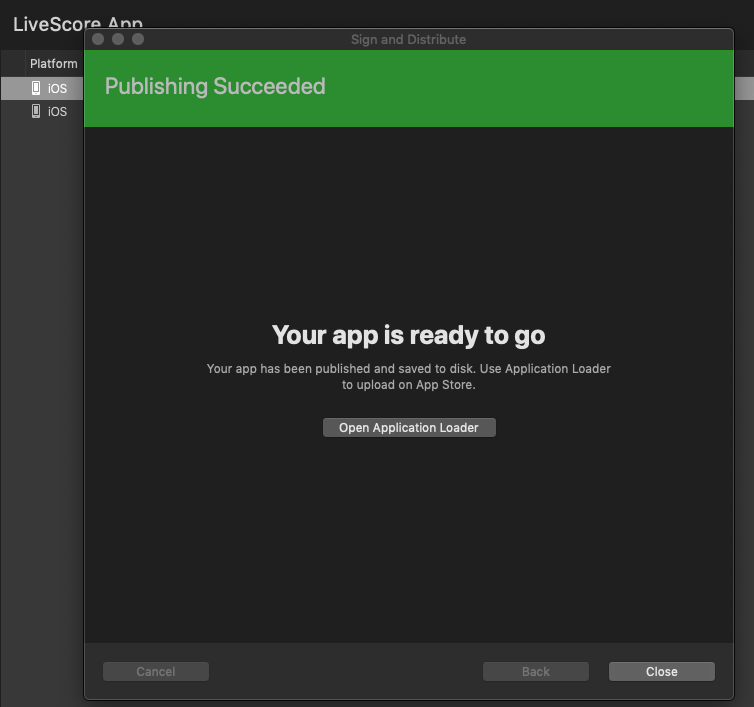 LiveScore App
Sign and Distribute
Platform
Publishing Succeeded
iOS
iOS
Your app is ready to go
Your app has been published and saved to disk. Use Application Loader
to upload on App Store.
Open Application Loader
Cancel
Back
Close